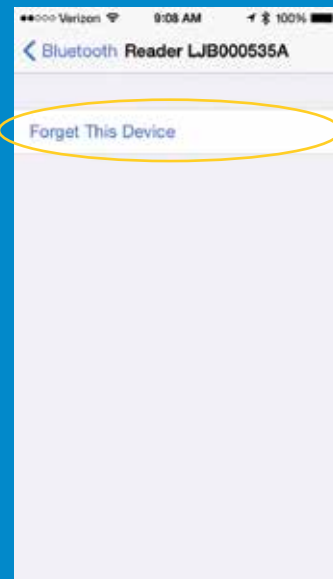 Verizon 9:08 AM 100%
Bluetooth Reader LJB000535A
Forget This Device